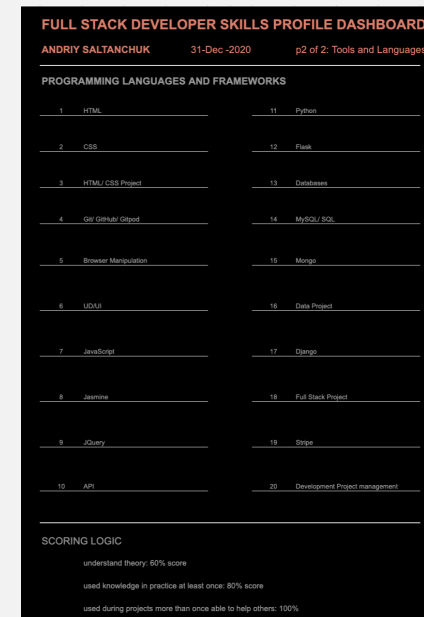 FULL STACK DEVELOPER SKILLS PROFILE DASHBOARD
ANDRIY SALTANCHUK 31-Dec -2020 p2 of 2: Tools and Languages
PROGRAMMING LANGUAGES AND FRAMEWORKS
1 HTML 11 Python
2 CSS 12 Flask
3 HTML/ CSS Project 13 Databases
4 Git/ GitHub/ Gitpod 14 MySQL/ SQL
5 Browser Manipulation 15 Mongo
6 UD/UI 16 Data Project
7 JavaScript 17 Django
8 Jasmine 18 Full Stack Project
9 JQuery 19 Stripe
10 API 20 Development Project management
SCORING LOGIC
understand theory: 60% score
used knowledge in practice at least once: 80% score
used during projects more than once able to help others: 100%